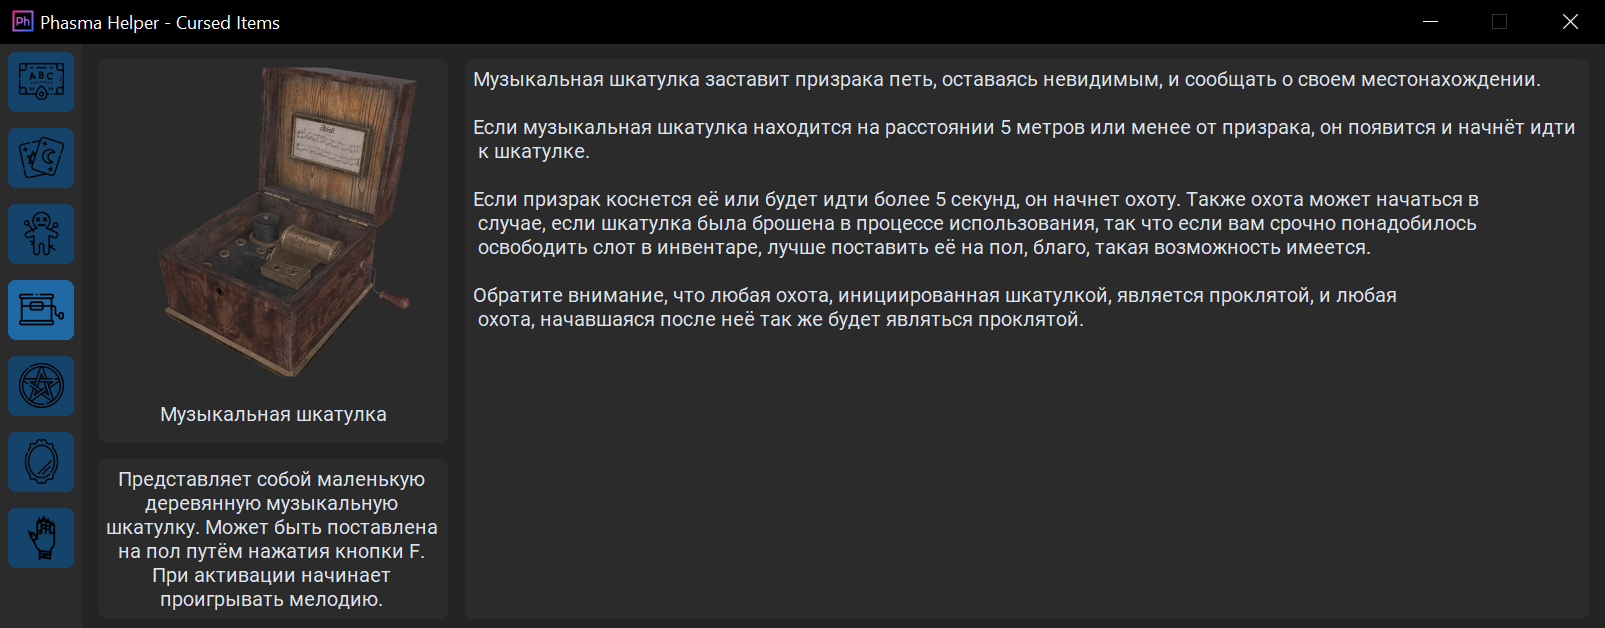 Ph Phasma Helper - Cursed Items
A B C
Музыкальная шкатулка
Представляет собой маленькую
деревянную музыкальную
шкатулку. Может быть поставлена
на пол путём нажатия кнопки F.
При активации начинает
проигрывать мелодию.
Музыкальная шкатулка заставит призрака петь, оставаясь невидимым, и сообщать о своем местонахождении.
Если музыкальная шкатулка находится на расстоянии 5 метров или менее от призрака, он появится и начнёт идти
к шкатулке.
Если призрак коснется её или будет идти более 5 секунд, он начнет охоту. Также охота может начаться в
случае, если шкатулка была брошена в процессе использования, так что если вам срочно понадобилось
освободить слот в инвентаре, лучше поставить её на пол, благо, такая возможность имеется.
Обратите внимание, что любая охота, инициированная шкатулкой, является проклятой, и любая
охота, начавшаяся после неё так же будет являться проклятой.